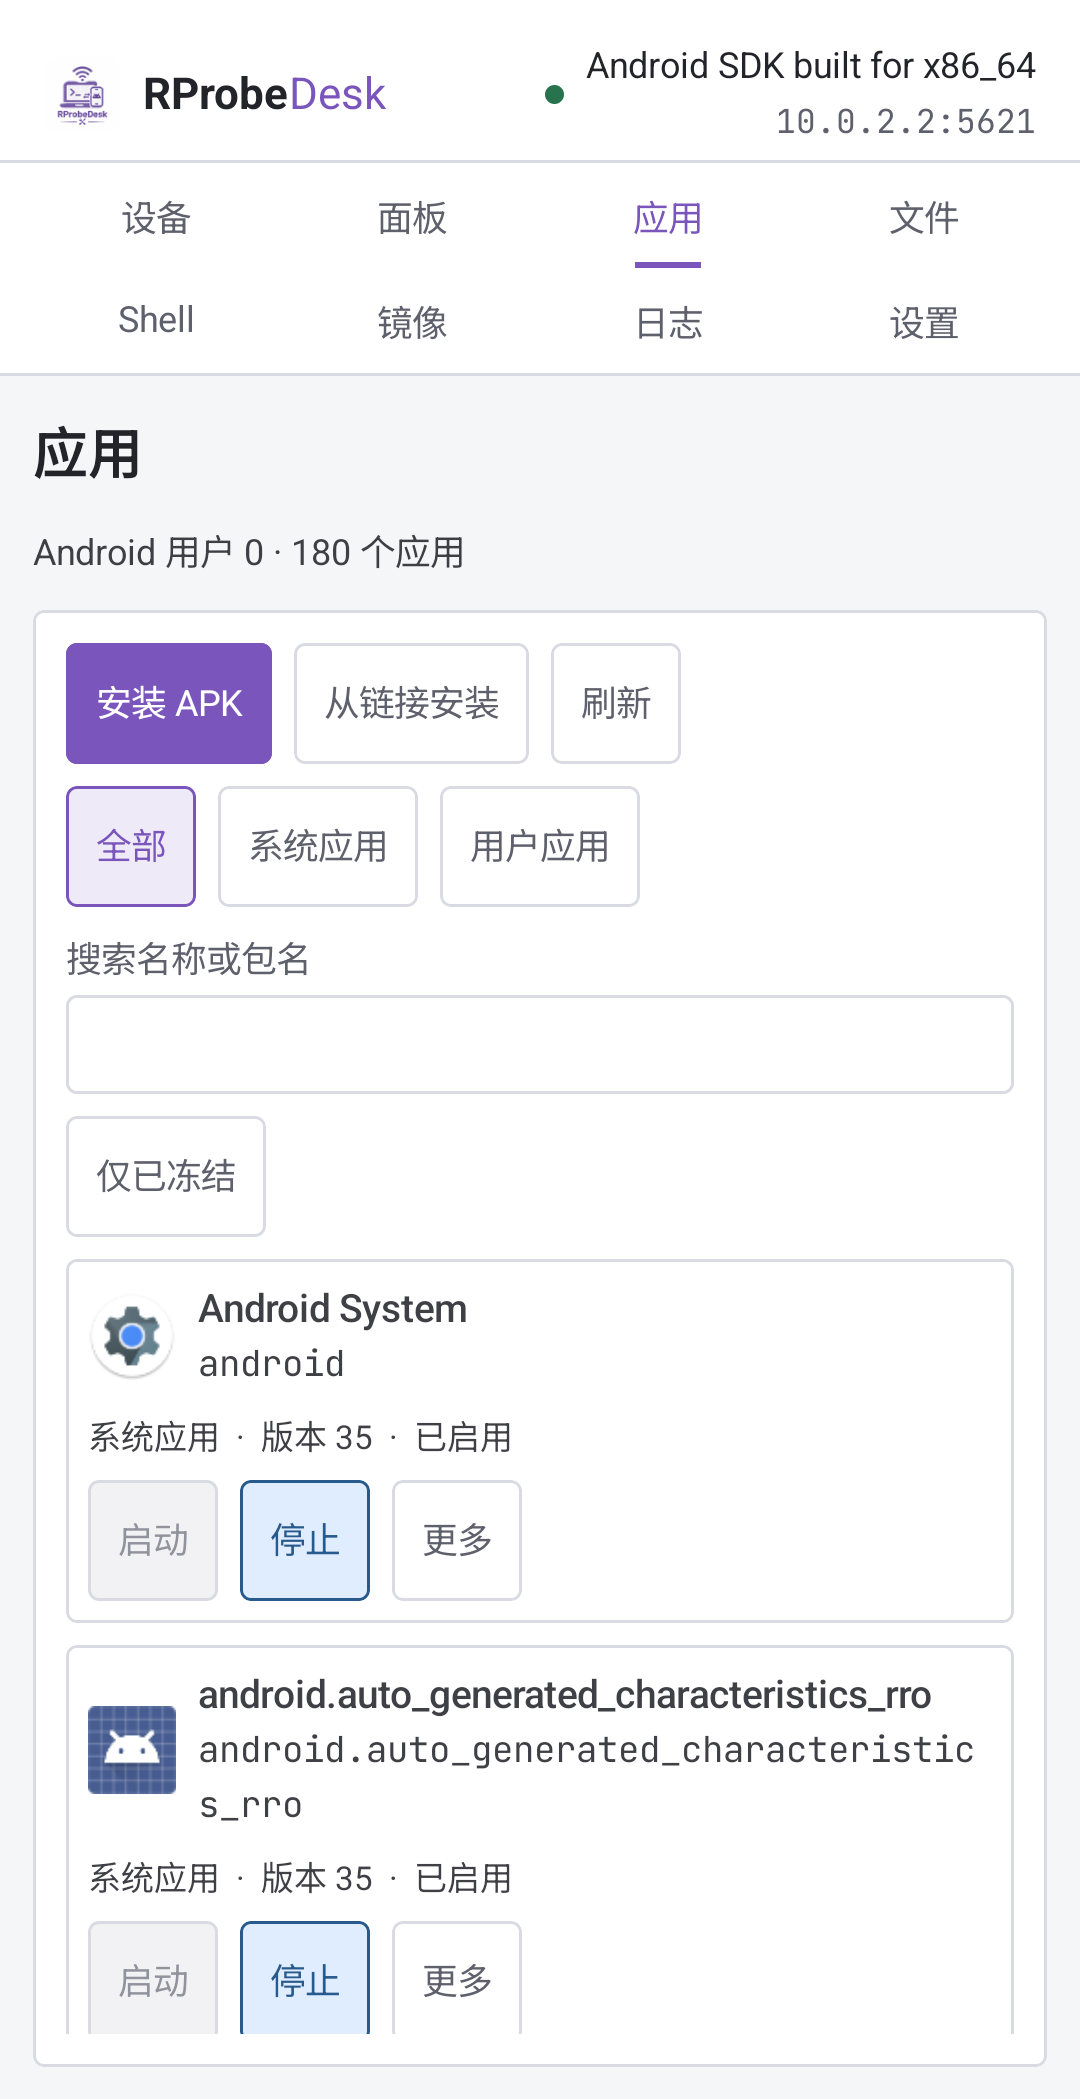 RProbeDesk
RProbeDesk
Android SDK built for x86_64
10.0.2.2:5621
设备 面板 应用 文件
Shell 镜像 日志 设置
应用
Android 用户 0 · 180 个应用
安装 APK 从链接安装 刷新
全部 系统应用 用户应用
搜索名称或包名
仅已冻结
Android System
android
系统应用 · 版本 35 · 已启用
启动 停止 更多
android.auto_generated_characteristics_rro
android.auto_generated_characteristic
s_rro
系统应用 · 版本 35 · 已启用
启动 停止 更多